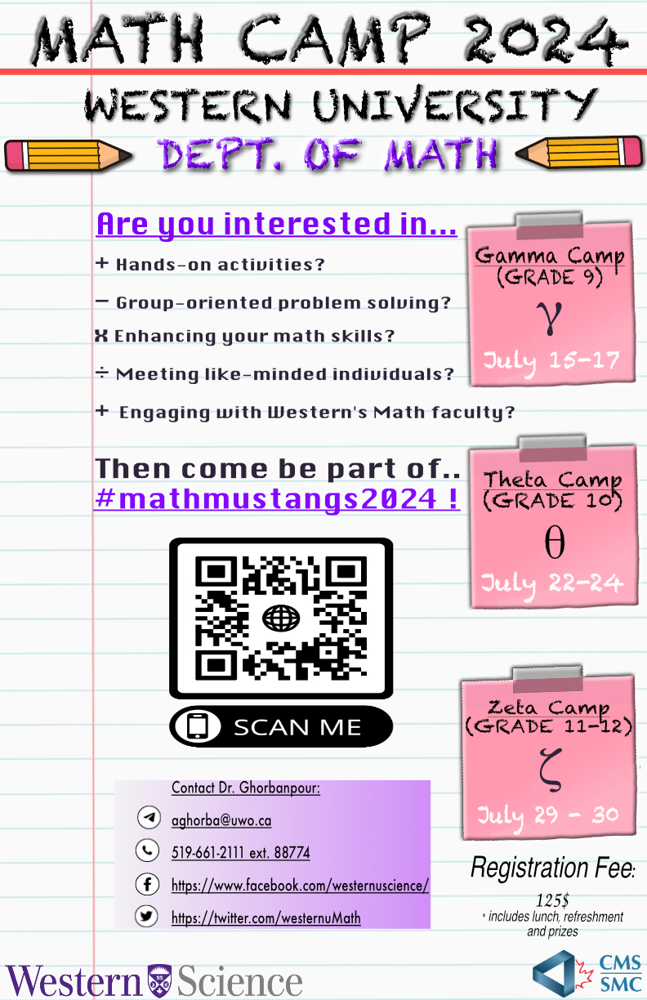 MATH CAMP 2024
WESTERN UNIVERSITY
DEPT. OF MATH
Are you interested in...
+ Hands-on activities?
− Group-oriented problem solving?
x Enhancing your math skills?
÷ Meeting like-minded individuals?
+ Engaging with Western's Math faculty?
Then come be part of..
#mathmustangs2024 !
SCAN ME
Contact Dr. Ghorbanpour:
aghorba@uwo.ca
519-661-2111 ext. 88774
https://www.facebook.com/westernuscience/
https://twitter.com/westernuMath
Gamma Camp
(GRADE 9)
γ
July 15-17
Theta Camp
(GRADE 10)
θ
July 22-24
Zeta Camp
(GRADE 11-12)
ζ
July 29 - 30
Registration Fee:
125$
* includes lunch, refreshment
and prizes
Western Science
CMS
SMC